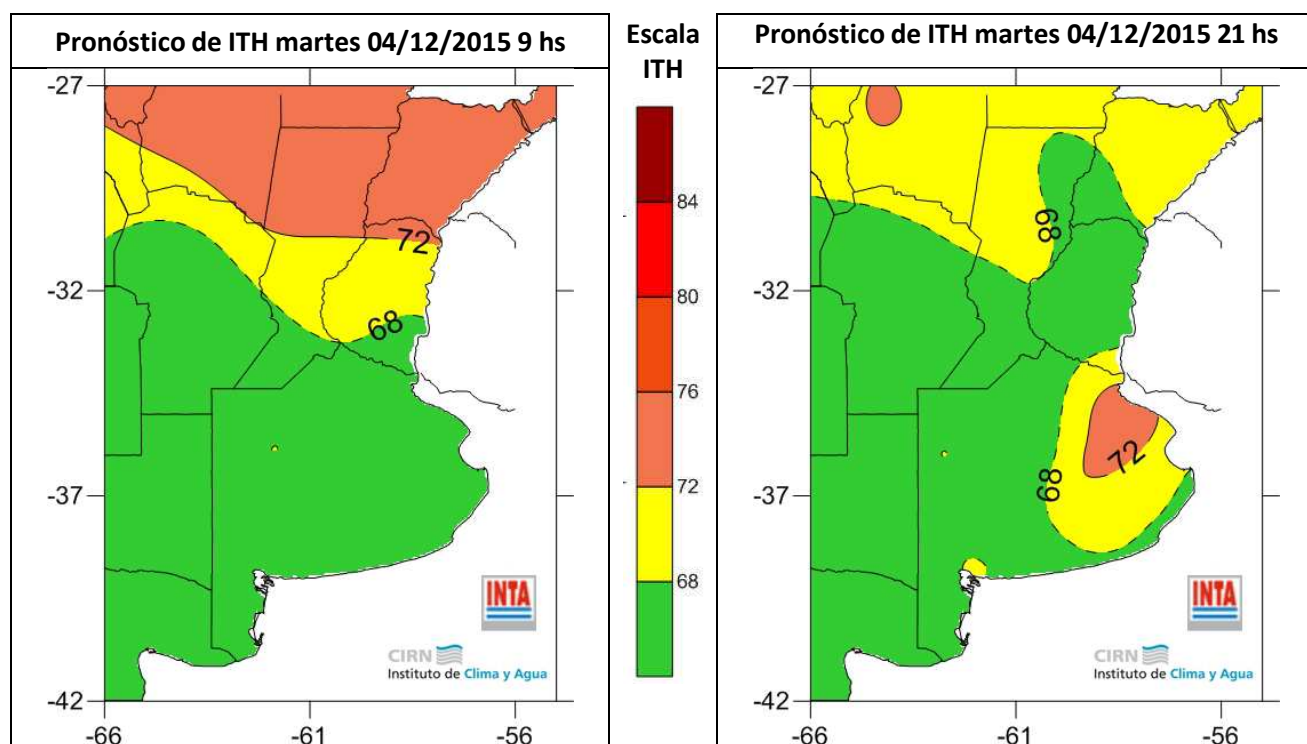 Pronóstico de ITH martes 04/12/2015 9 hs
-27
-32
-37
-42
-66
-61
-56
72
68
INTA
CIRN
Instituto de Clima y Agua
Escala
ITH
84
80
76
72
68
Pronóstico de ITH martes 04/12/2015 21 hs
-27
-32
-37
-42
-66
-61
-56
68
68
72
INTA
CIRN
Instituto de Clima y Agua